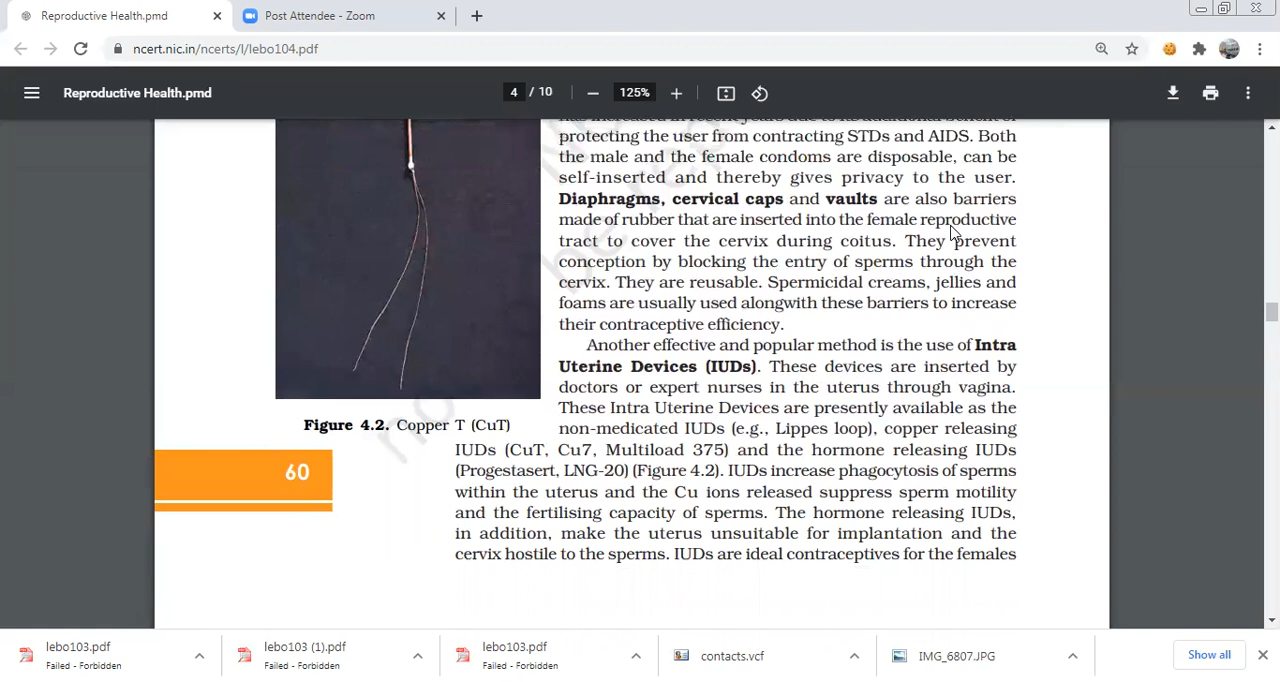 Reproductive Health.pmd
Post Attendee - Zoom
ncert.nic.in/ncerts/l/lebo104.pdf
Reproductive Health.pmd
4 / 10
125%
has increased in recent years due to its additional benefit of
protecting the user from contracting STDs and AIDS. Both
the male and the female condoms are disposable, can be
self-inserted and thereby gives privacy to the user.
Diaphragms, cervical caps and vaults are also barriers
made of rubber that are inserted into the female reproductive
tract to cover the cervix during coitus. They prevent
conception by blocking the entry of sperms through the
cervix. They are reusable. Spermicidal creams, jellies and
foams are usually used alongwith these barriers to increase
their contraceptive efficiency.
Another effective and popular method is the use of Intra
Uterine Devices (IUDs). These devices are inserted by
doctors or expert nurses in the uterus through vagina.
These Intra Uterine Devices are presently available as the
non-medicated IUDs (e.g., Lippes loop), copper releasing
IUDs (CuT, Cu7, Multiload 375) and the hormone releasing IUDs
(Progestasert, LNG-20) (Figure 4.2). IUDs increase phagocytosis of sperms
within the uterus and the Cu ions released suppress sperm motility
and the fertilising capacity of sperms. The hormone releasing IUDs,
in addition, make the uterus unsuitable for implantation and the
cervix hostile to the sperms. IUDs are ideal contraceptives for the females
Figure 4.2. Copper T (CuT)
60
lebo103.pdf
Failed - Forbidden
lebo103 (1).pdf
Failed - Forbidden
lebo103.pdf
Failed - Forbidden
contacts.vcf
IMG_6807.JPG
Show all